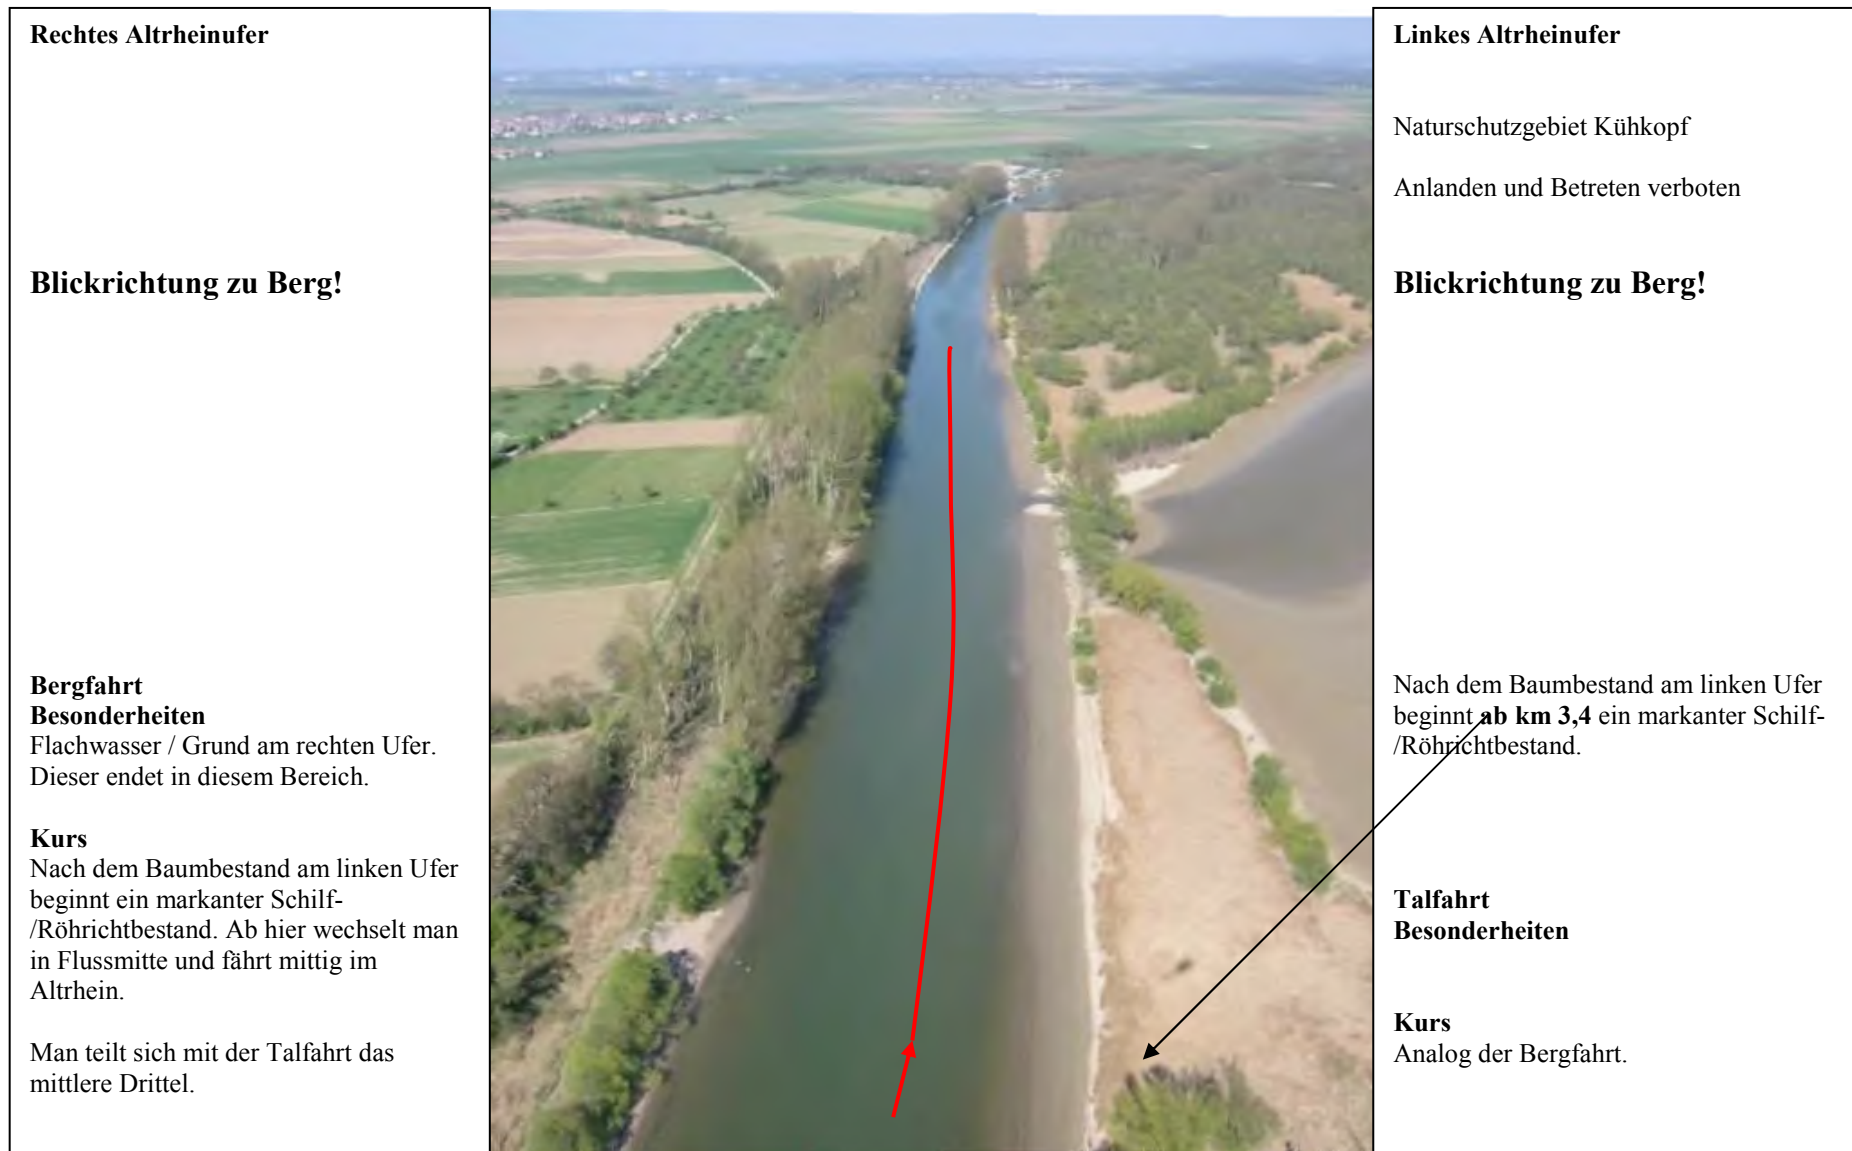 Rechtes Altrheinufer
Blickrichtung zu Berg!
Bergfahrt
Besonderheiten
Flachwasser / Grund am rechten Ufer.
Dieser endet in diesem Bereich.
Kurs
Nach dem Baumbestand am linken Ufer
beginnt ein markanter Schilf-
/Röhrichtbestand. Ab hier wechselt man
in Flussmitte und fährt mittig im
Altrhein.
Man teilt sich mit der Talfahrt das
mittlere Drittel.
Linkes Altrheinufer
Naturschutzgebiet Kühkopf
Anlanden und Betreten verboten
Blickrichtung zu Berg!
Nach dem Baumbestand am linken Ufer
beginnt ab km 3,4 ein markanter Schilf-
/Röhrichtbestand.
Talfahrt
Besonderheiten
Kurs
Analog der Bergfahrt.